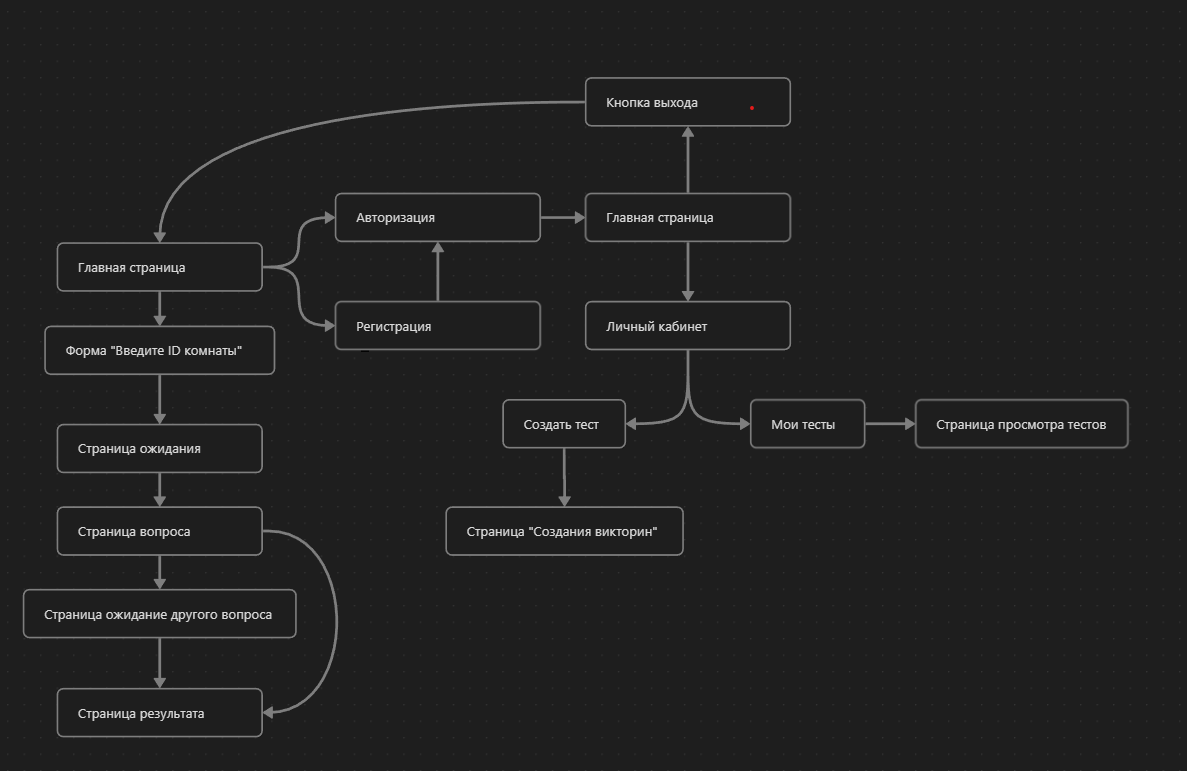 Кнопка выхода
Авторизация
Главная страница
Главная страница
Регистрация
Личный кабинет
Форма "Введите ID комнаты"
Создать тест
Мои тесты
Страница просмотра тестов
Страница ожидания
Страница вопроса
Страница "Создания викторин"
Страница ожидание другого вопроса
Страница результата